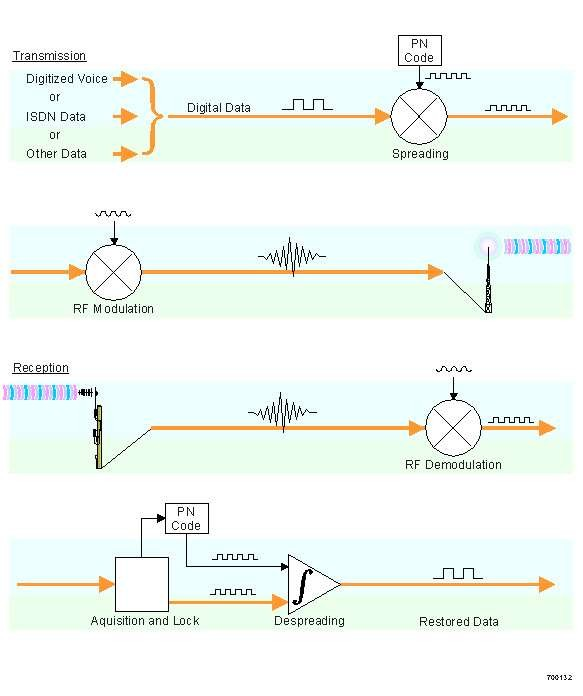 Transmission
PN
Code
Digitized Voice
or
ISDN Data
or
Other Data
Digital Data
Spreading
RF Modulation
Reception
RF Demodulation
PN
Code
Aquisition and Lock
Despreading
Restored Data
700132